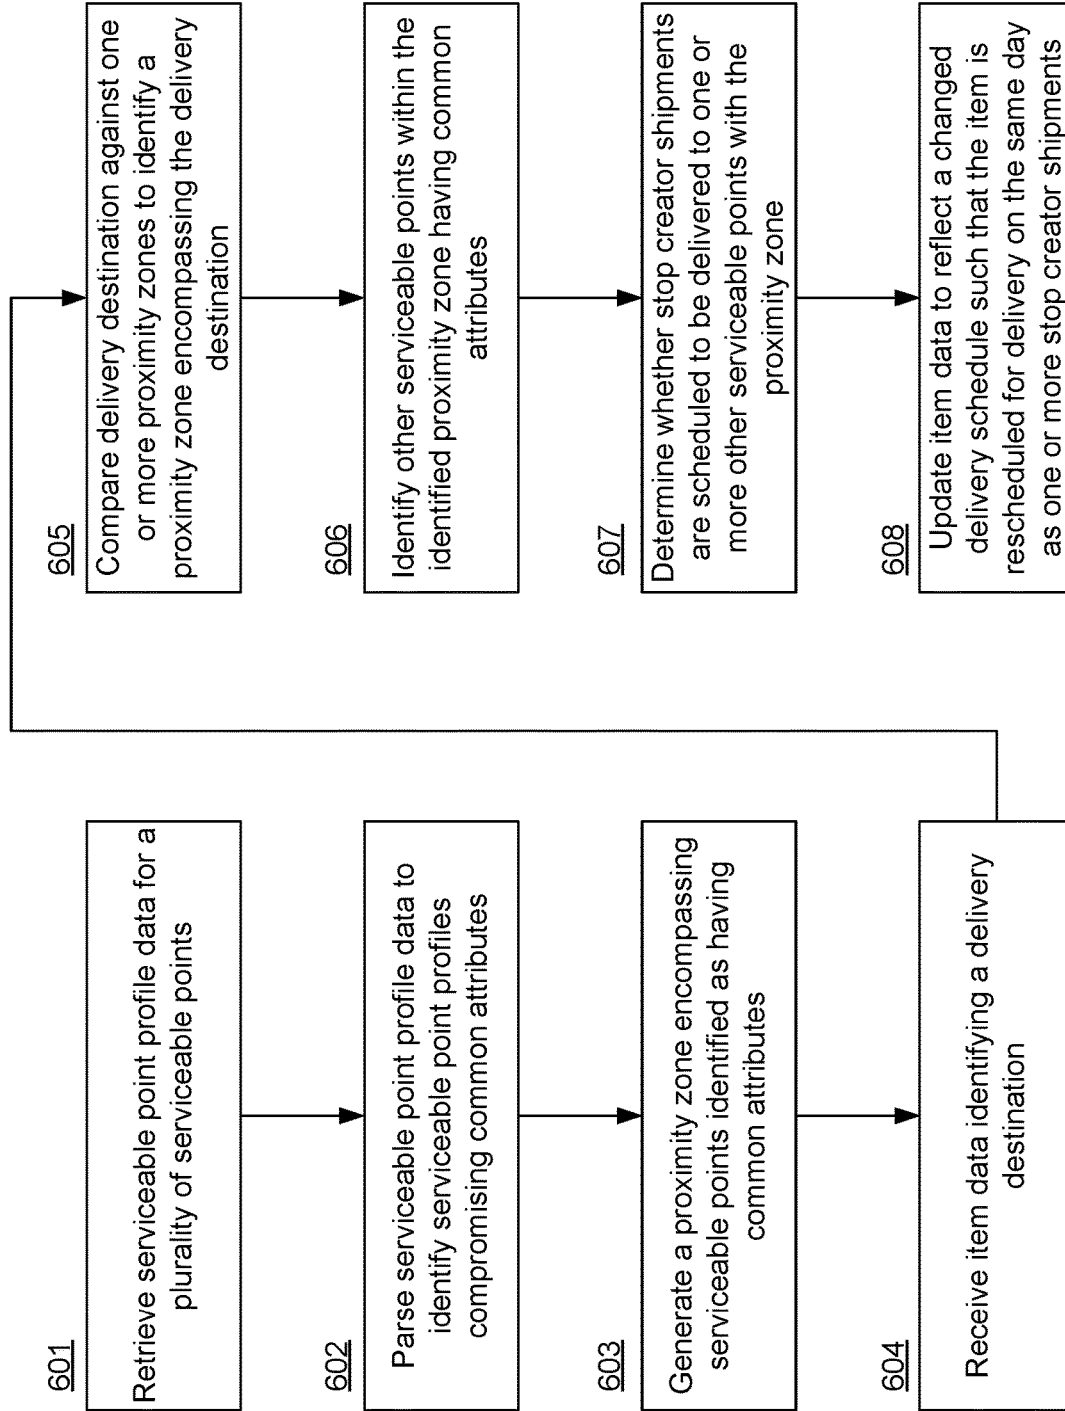 601
Retrieve serviceable point profile data for a
plurality of serviceable points
602
Parse serviceable point profile data to
identify serviceable point profiles
compromising common attributes
603
Generate a proximity zone encompassing
serviceable points identified as having
common attributes
604
Receive item data identifying a delivery
destination
605
Compare delivery destination against one
or more proximity zones to identify a
proximity zone encompassing the delivery
destination
606
Identify other serviceable points within the
identified proximity zone having common
attributes
607
Determine whether stop creator shipments
are scheduled to be delivered to one or
more other serviceable points with the
proximity zone
608
Update item data to reflect a changed
delivery schedule such that the item is
rescheduled for delivery on the same day
as one or more stop creator shipments